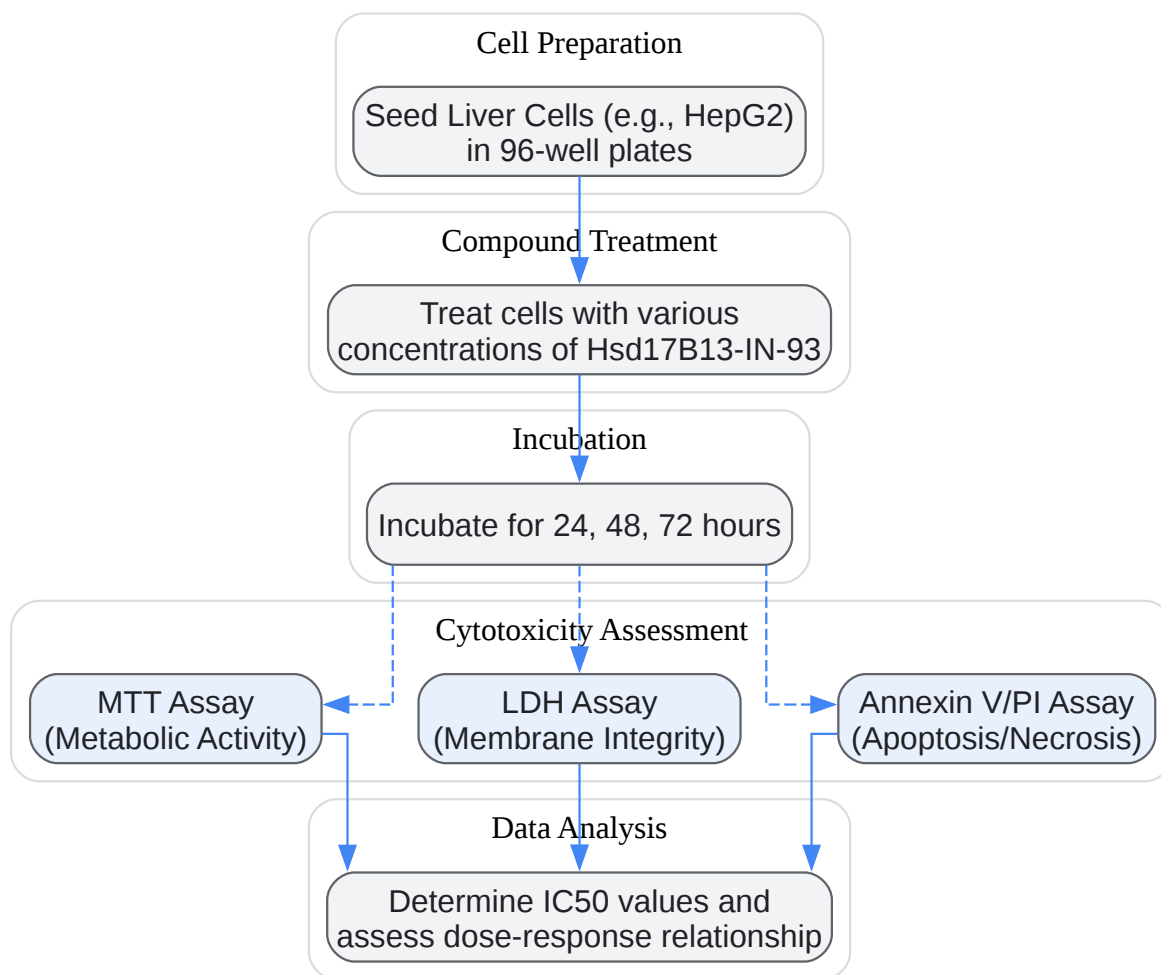 Cell Preparation
Seed Liver Cells (e.g., HepG2)
in 96-well plates
Compound Treatment
Treat cells with various
concentrations of Hsd17B13-IN-93
Incubation
Incubate for 24, 48, 72 hours
Cytotoxicity Assessment
MTT Assay
(Metabolic Activity)
LDH Assay
(Membrane Integrity)
Annexin V/PI Assay
(Apoptosis/Necrosis)
Data Analysis
Determine IC50 values and
assess dose-response relationship